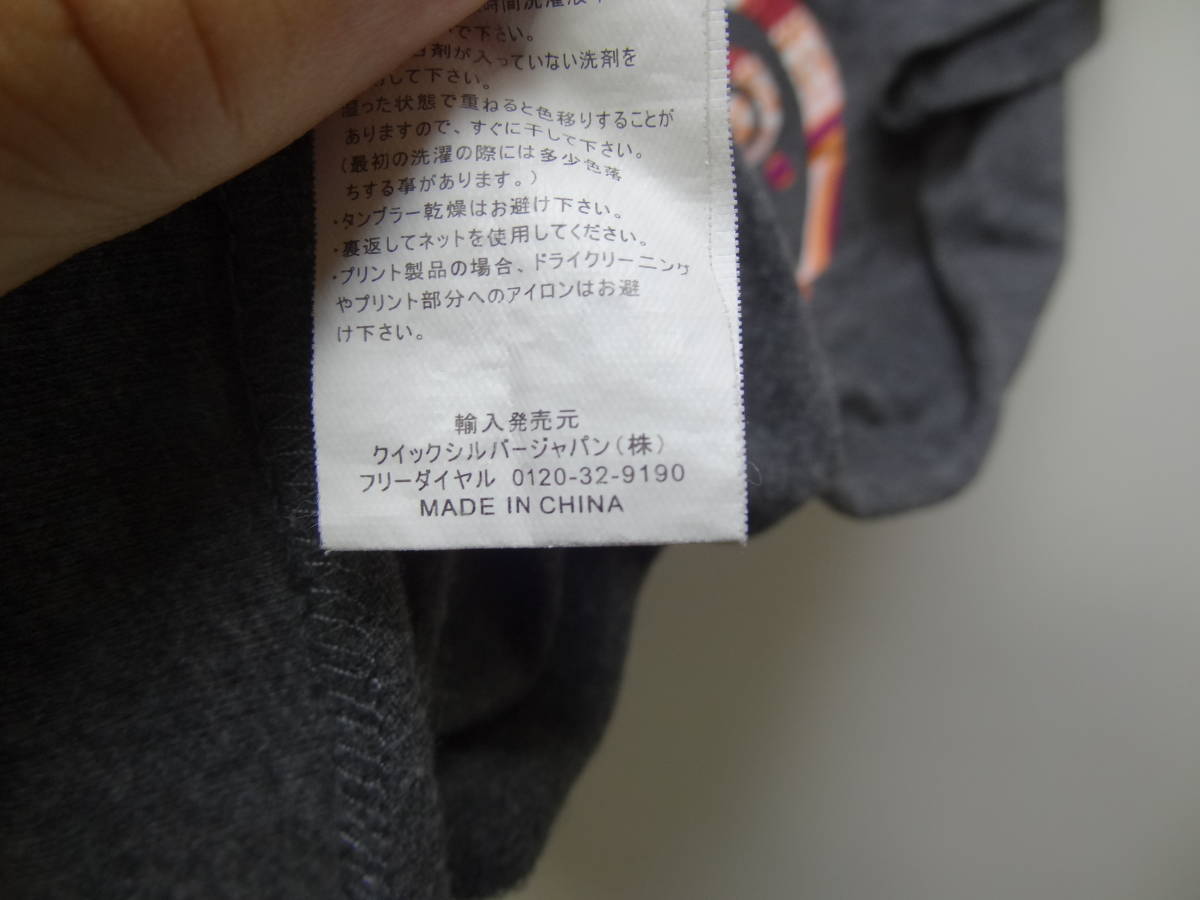 時間洗濯液
で下さい。
剤が入っていない洗剤を
して下さい。
湿った状態で重ねると色移りすることが
ありますので、すぐに干して下さい。
(最初の洗濯の際には多少色落
ちする事があります。)
・タンブラー乾燥はお避け下さい。
・裏返してネットを使用してください。
・プリント製品の場合、ドライクリーニング
やプリント部分へのアイロンはお避
け下さい。
輸入発売元
クイックシルバージャパン(株)
フリーダイヤル 0120-32-9190
MADE IN CHINA